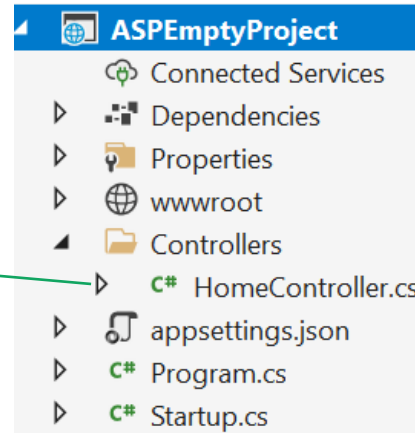 ASPEmptyProject
Connected Services
Dependencies
Properties
wwwroot
Controllers
C# HomeController.cs
appsettings.json
C# Program.cs
C# Startup.cs